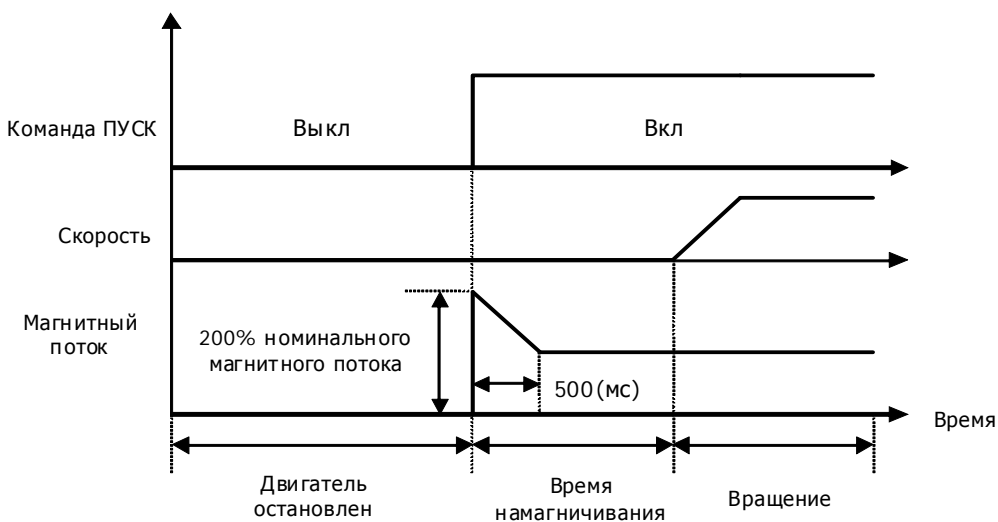 Команда ПУСК
Выкл
Вкл
Скорость
Магнитный
поток
200% номинального
магнитного потока
500(мс)
Время
Двигатель
остановлен
Время
намагничивания
Вращение